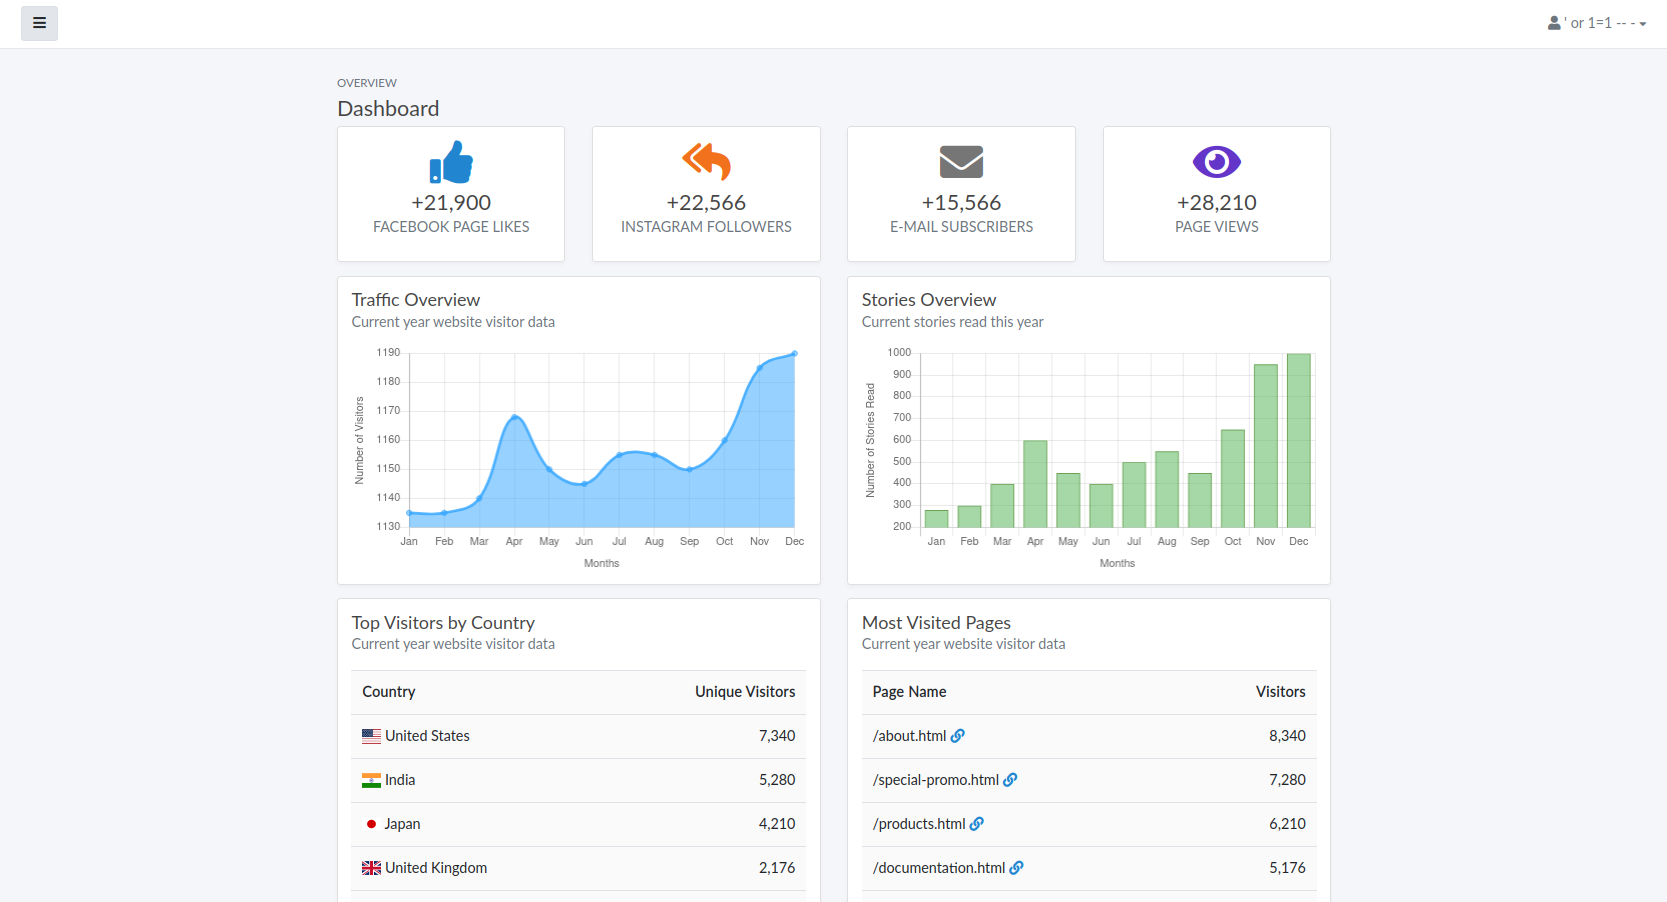 ' or 1=1 -- -
OVERVIEW
Dashboard
+21,900
FACEBOOK PAGE LIKES
+22,566
INSTAGRAM FOLLOWERS
+15,566
E-MAIL SUBSCRIBERS
+28,210
PAGE VIEWS
Traffic Overview
Current year website visitor data
Number of Visitors
1190
1180
1170
1160
1150
1140
1130
Jan Feb Mar Apr May Jun Jul Aug Sep Oct Nov Dec
Months
Stories Overview
Current stories read this year
Number of Stories Read
1000
900
800
700
600
500
400
300
200
Jan Feb Mar Apr May Jun Jul Aug Sep Oct Nov Dec
Months
Top Visitors by Country
Current year website visitor data
Country Unique Visitors
United States 7,340
India 5,280
Japan 4,210
United Kingdom 2,176
Most Visited Pages
Current year website visitor data
Page Name Visitors
/about.html 8,340
/special-promo.html 7,280
/products.html 6,210
/documentation.html 5,176